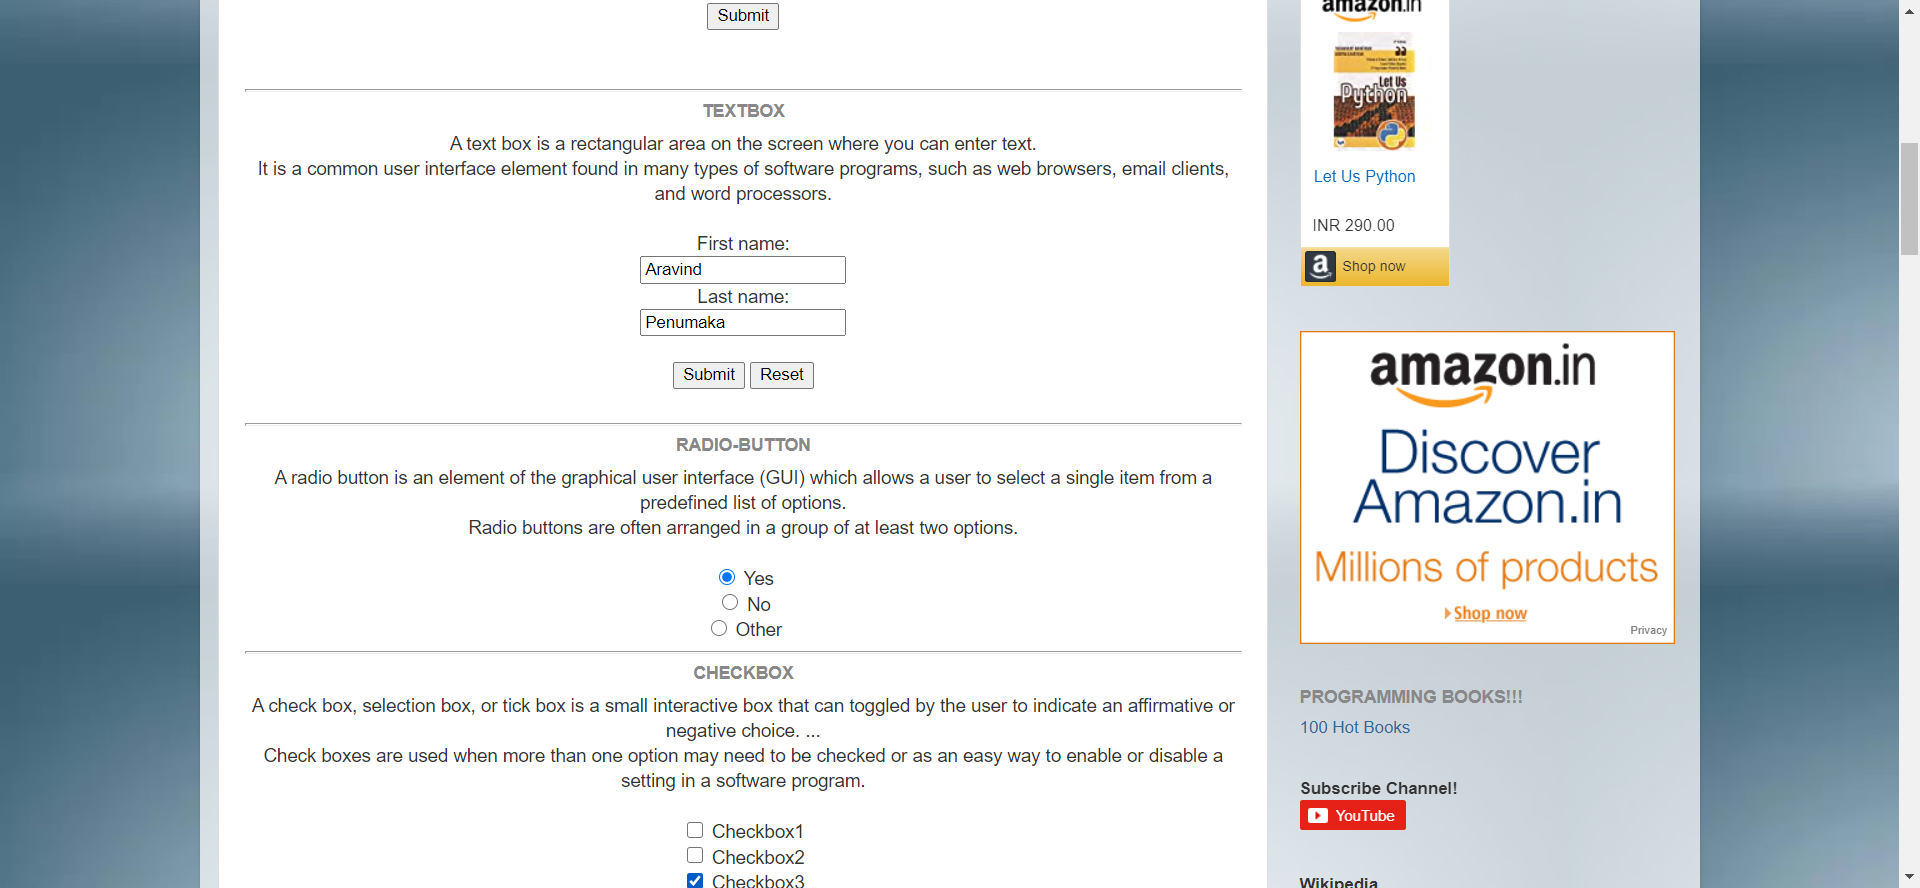 Submit
TEXTBOX
A text box is a rectangular area on the screen where you can enter text.
It is a common user interface element found in many types of software programs, such as web browsers, email clients,
and word processors.
First name:
Aravind
Last name:
Penumaka
Submit Reset
RADIO-BUTTON
A radio button is an element of the graphical user interface (GUI) which allows a user to select a single item from a
predefined list of options.
Radio buttons are often arranged in a group of at least two options.
Yes
No
Other
CHECKBOX
A check box, selection box, or tick box is a small interactive box that can toggled by the user to indicate an affirmative or
negative choice. ...
Check boxes are used when more than one option may need to be checked or as an easy way to enable or disable a
setting in a software program.
Checkbox1
Checkbox2
Checkbox3
amazon.in
Let Us
Python
Let Us Python
INR 290.00
Shop now
amazon.in
Discover
Amazon.in
Millions of products
Shop now
Privacy
PROGRAMMING BOOKS!!!
100 Hot Books
Subscribe Channel!
YouTube
Wikipedia